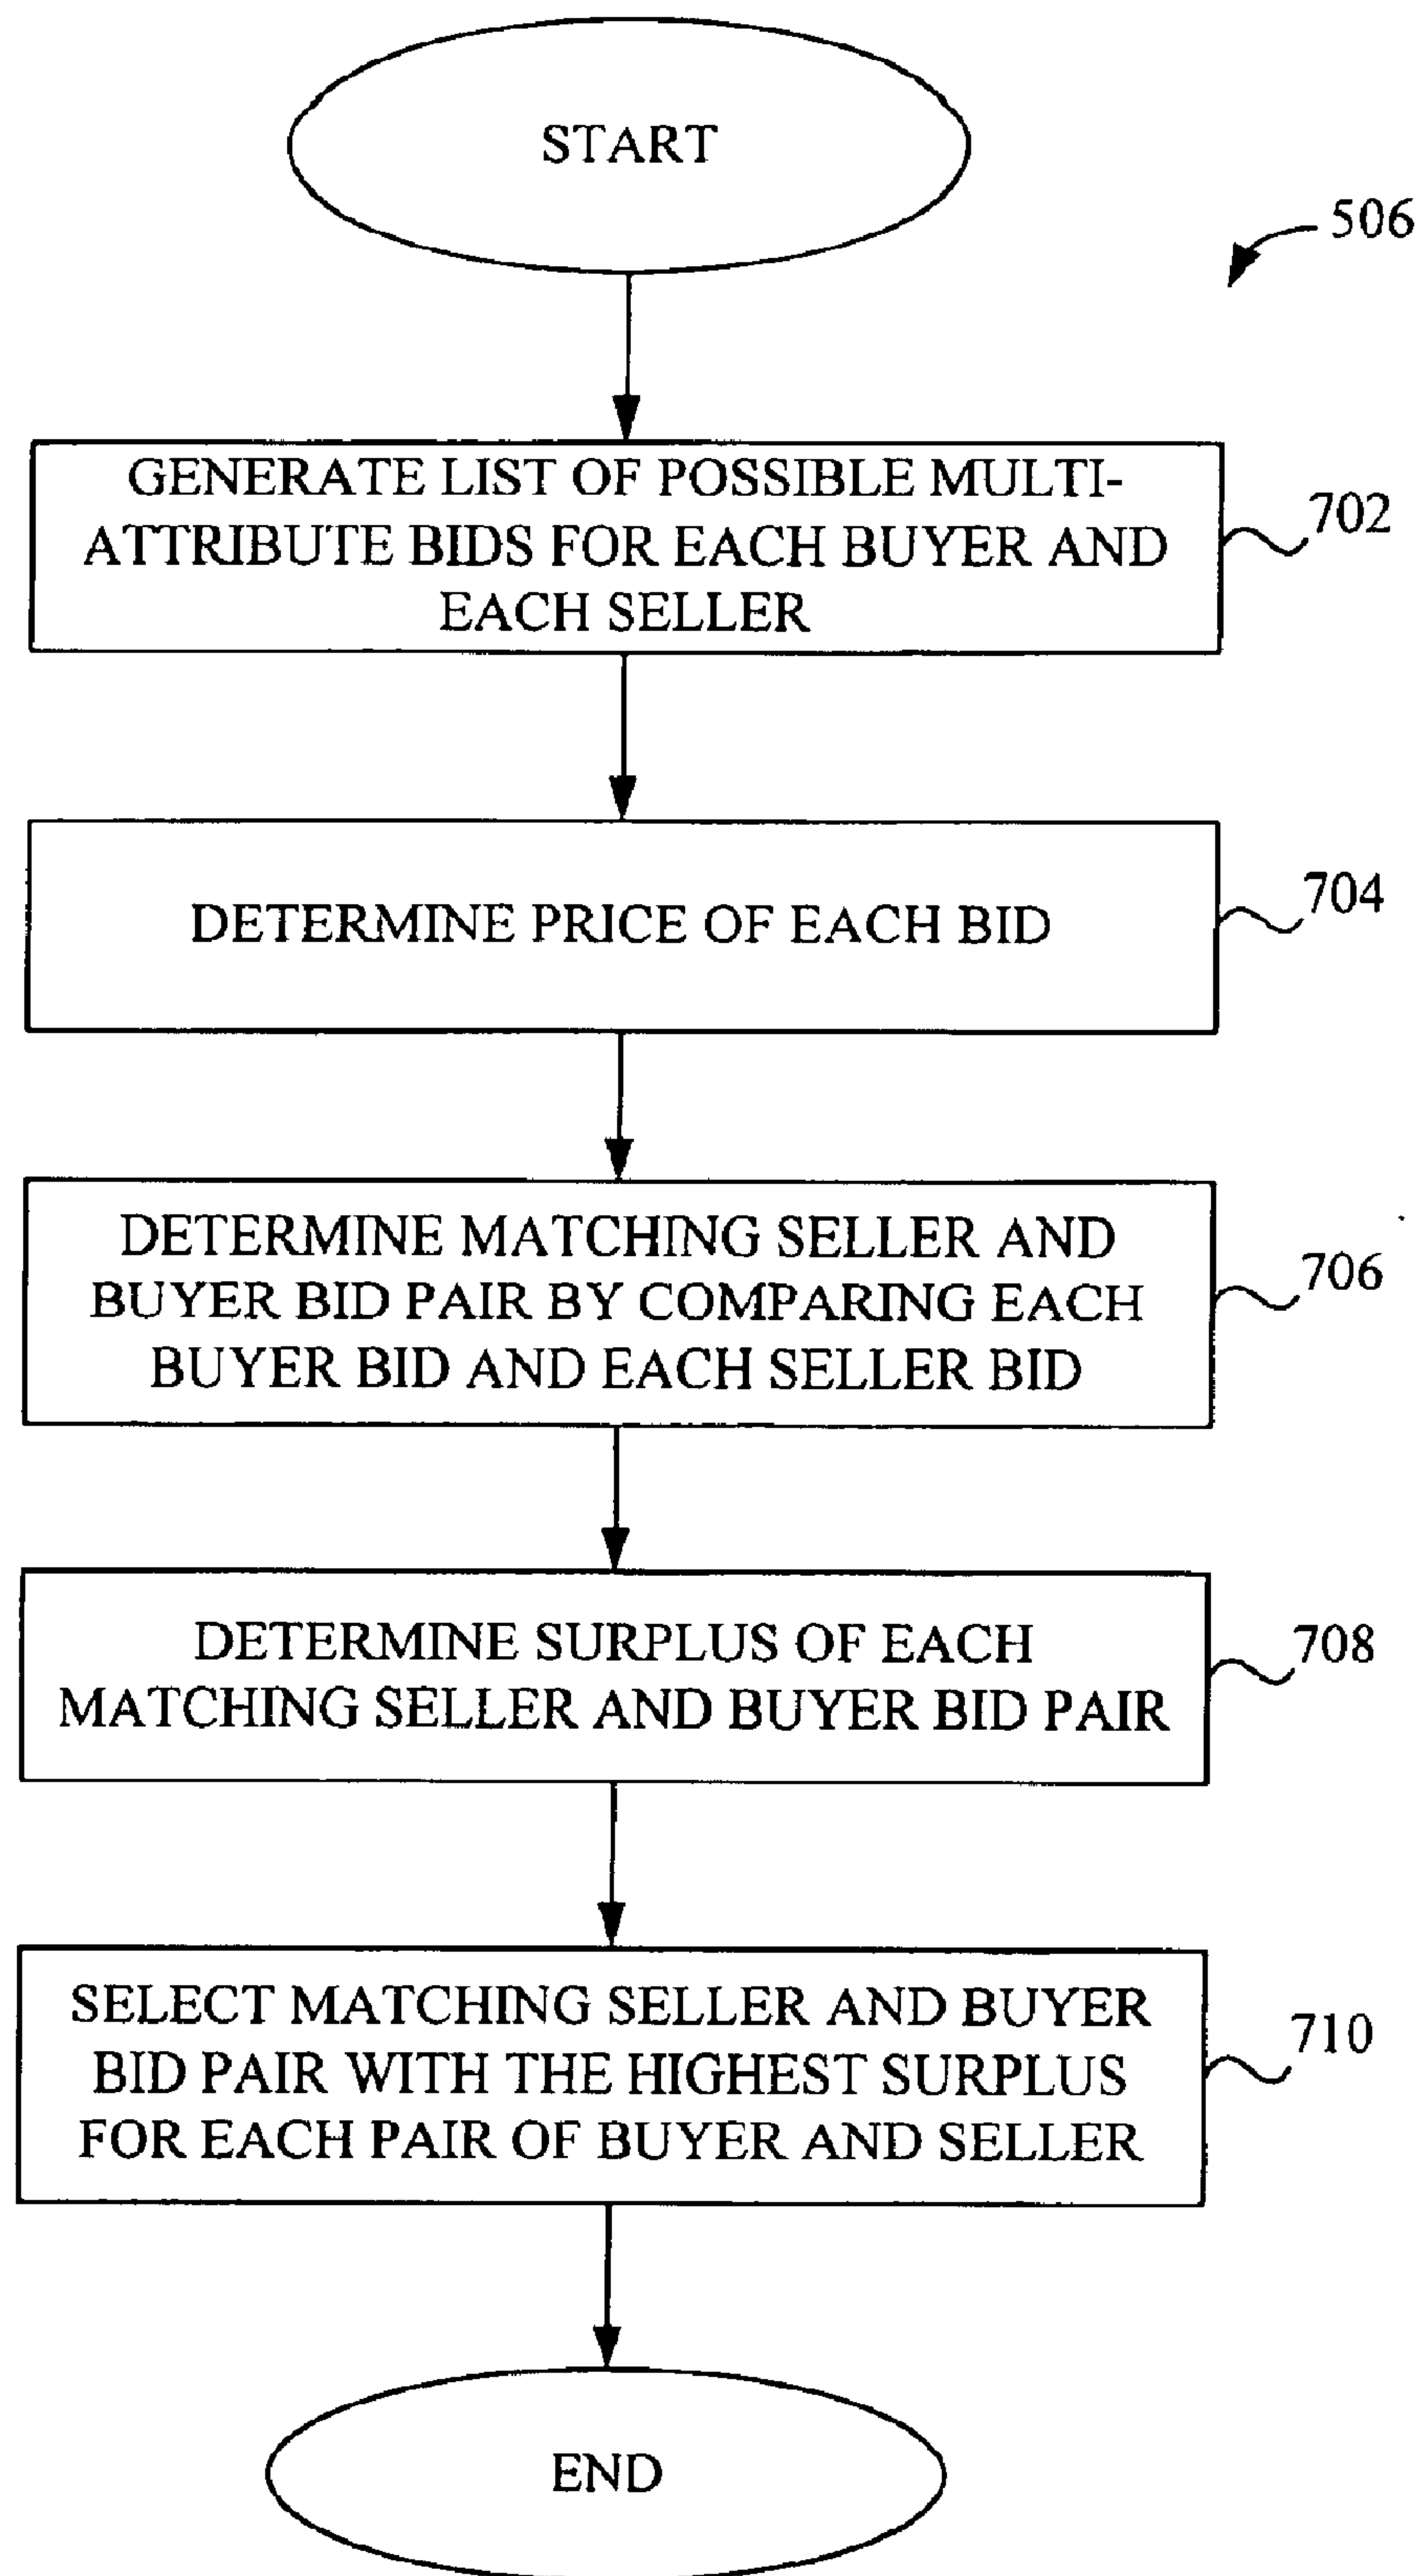 START
506
GENERATE LIST OF POSSIBLE MULTI-
ATTRIBUTE BIDS FOR EACH BUYER AND
EACH SELLER
702
DETERMINE PRICE OF EACH BID
704
DETERMINE MATCHING SELLER AND
BUYER BID PAIR BY COMPARING EACH
BUYER BID AND EACH SELLER BID
706
DETERMINE SURPLUS OF EACH
MATCHING SELLER AND BUYER BID PAIR
708
SELECT MATCHING SELLER AND BUYER
BID PAIR WITH THE HIGHEST SURPLUS
FOR EACH PAIR OF BUYER AND SELLER
710
END